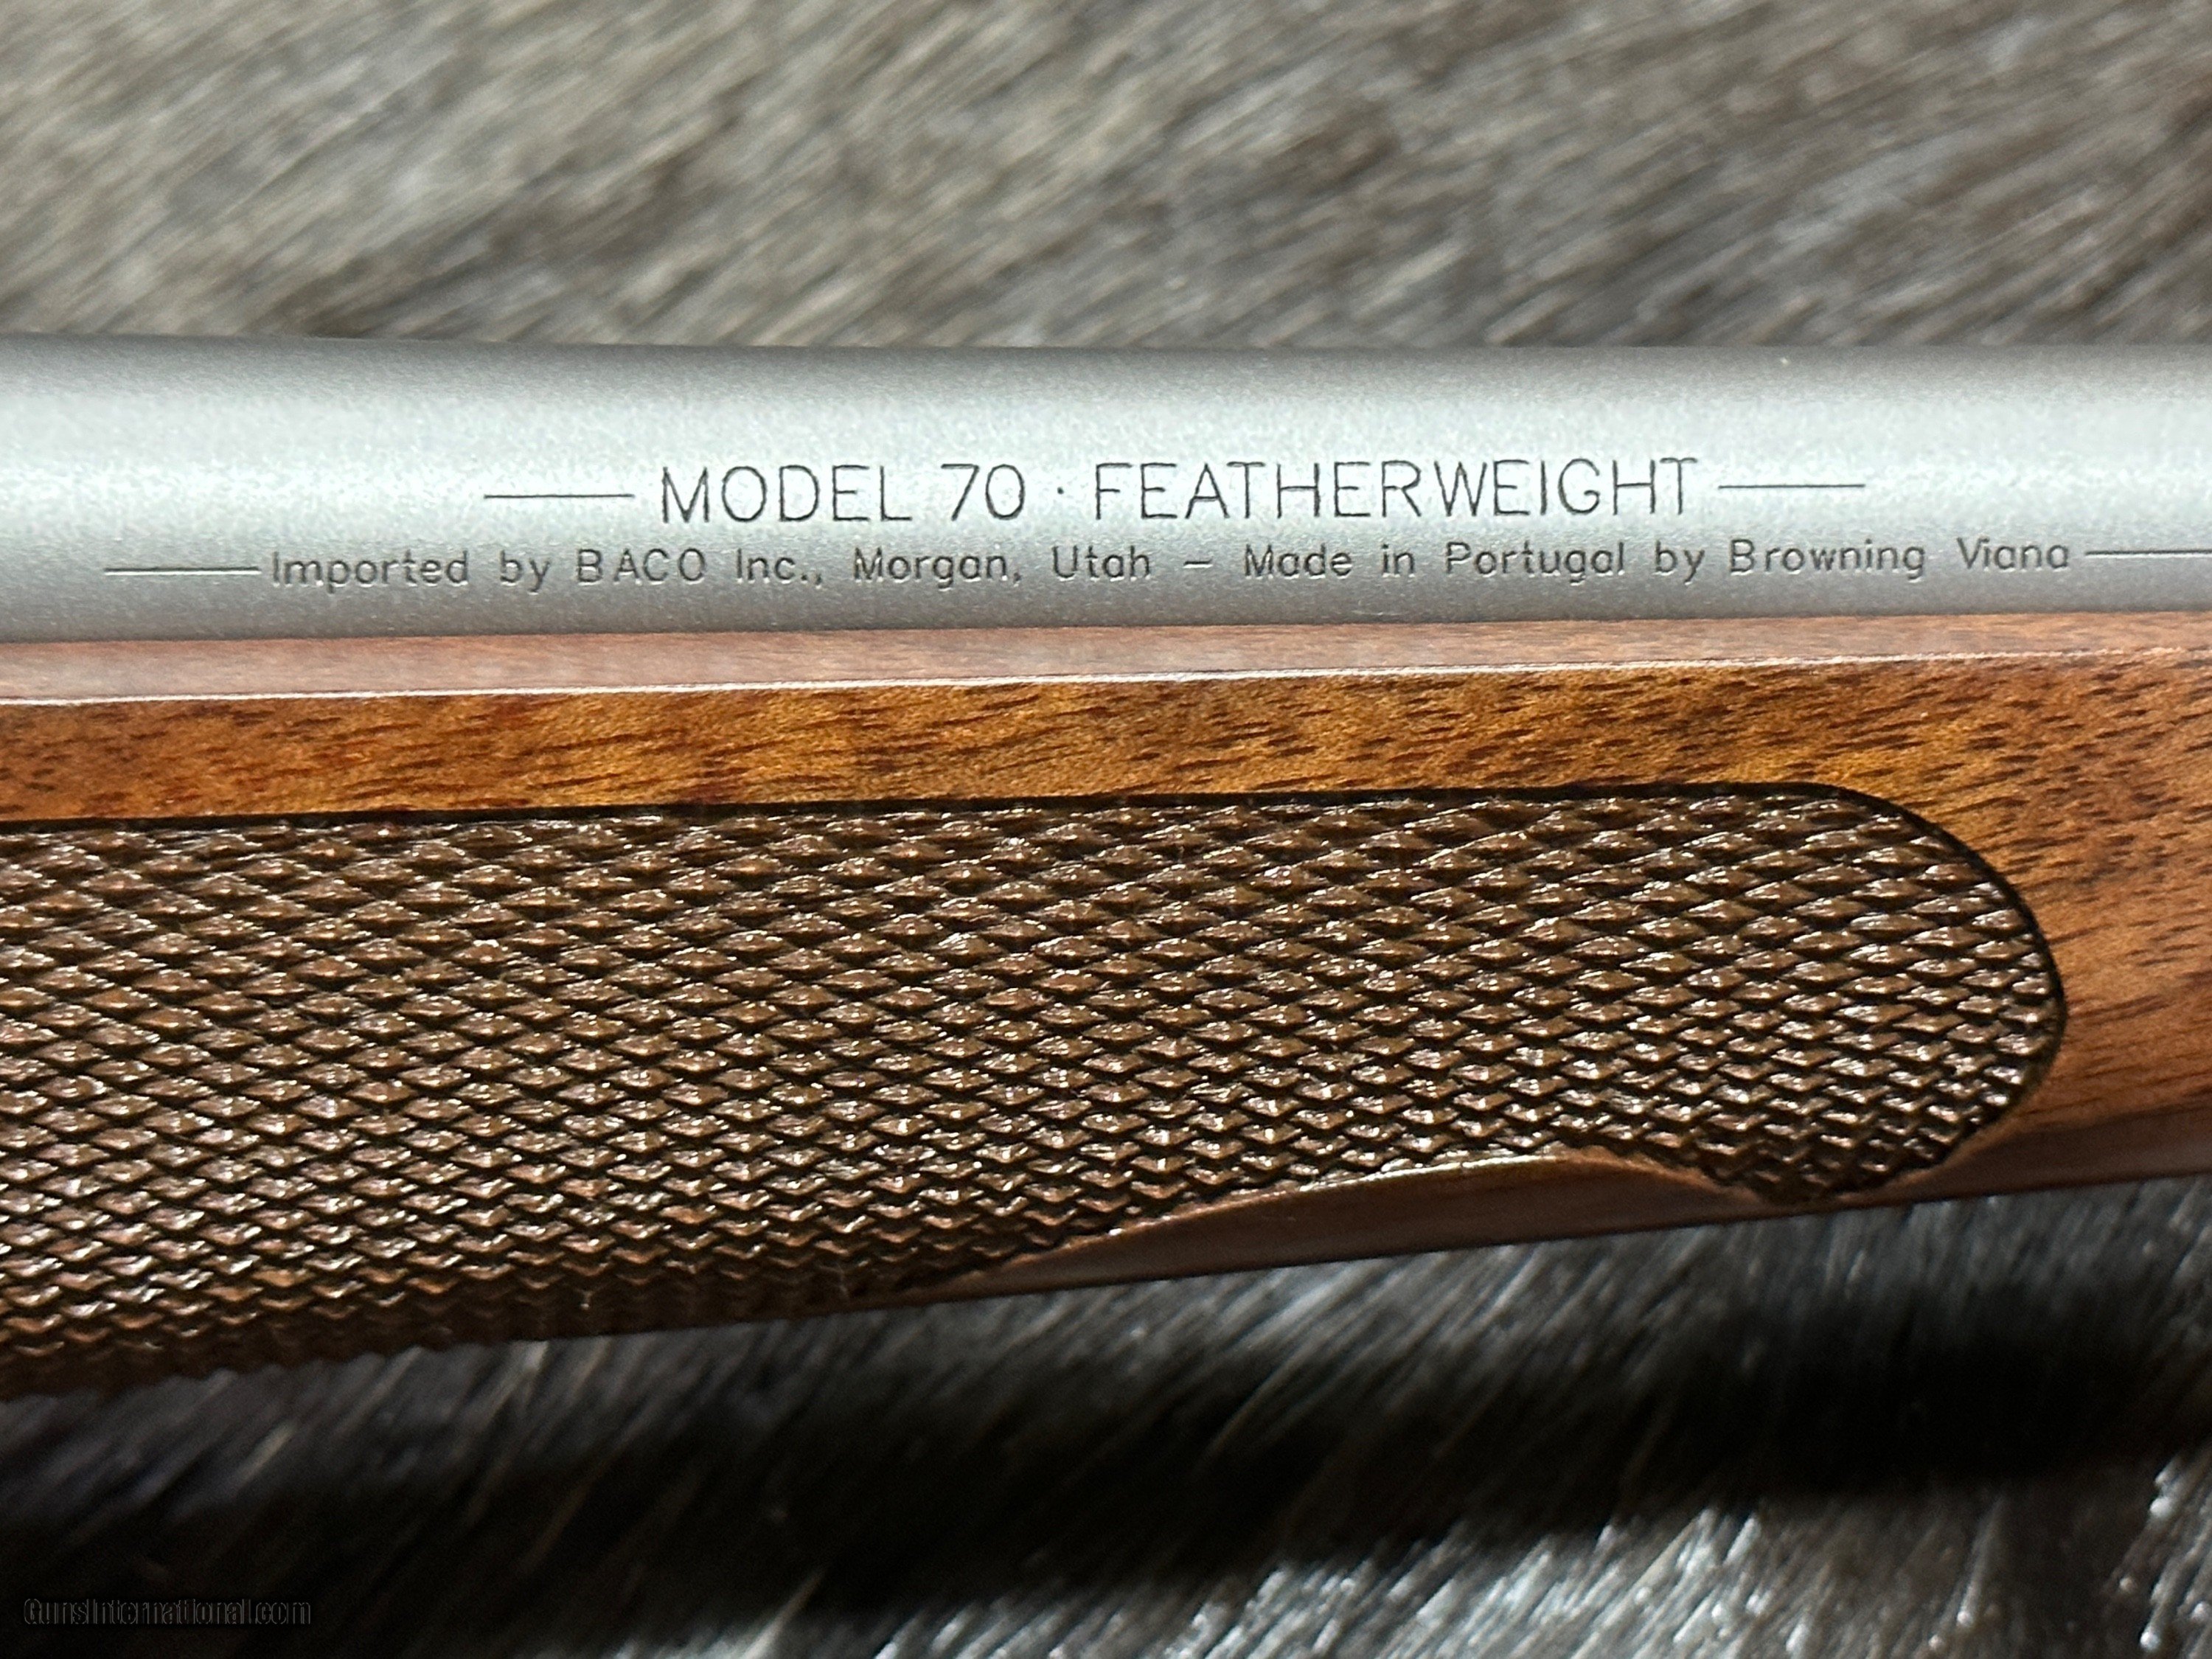 MODEL 70 · FEATHERWEIGHT
Imported by BACO Inc., Morgan, Utah – Made in Portugal by Browning Viana
GunsInternational.com